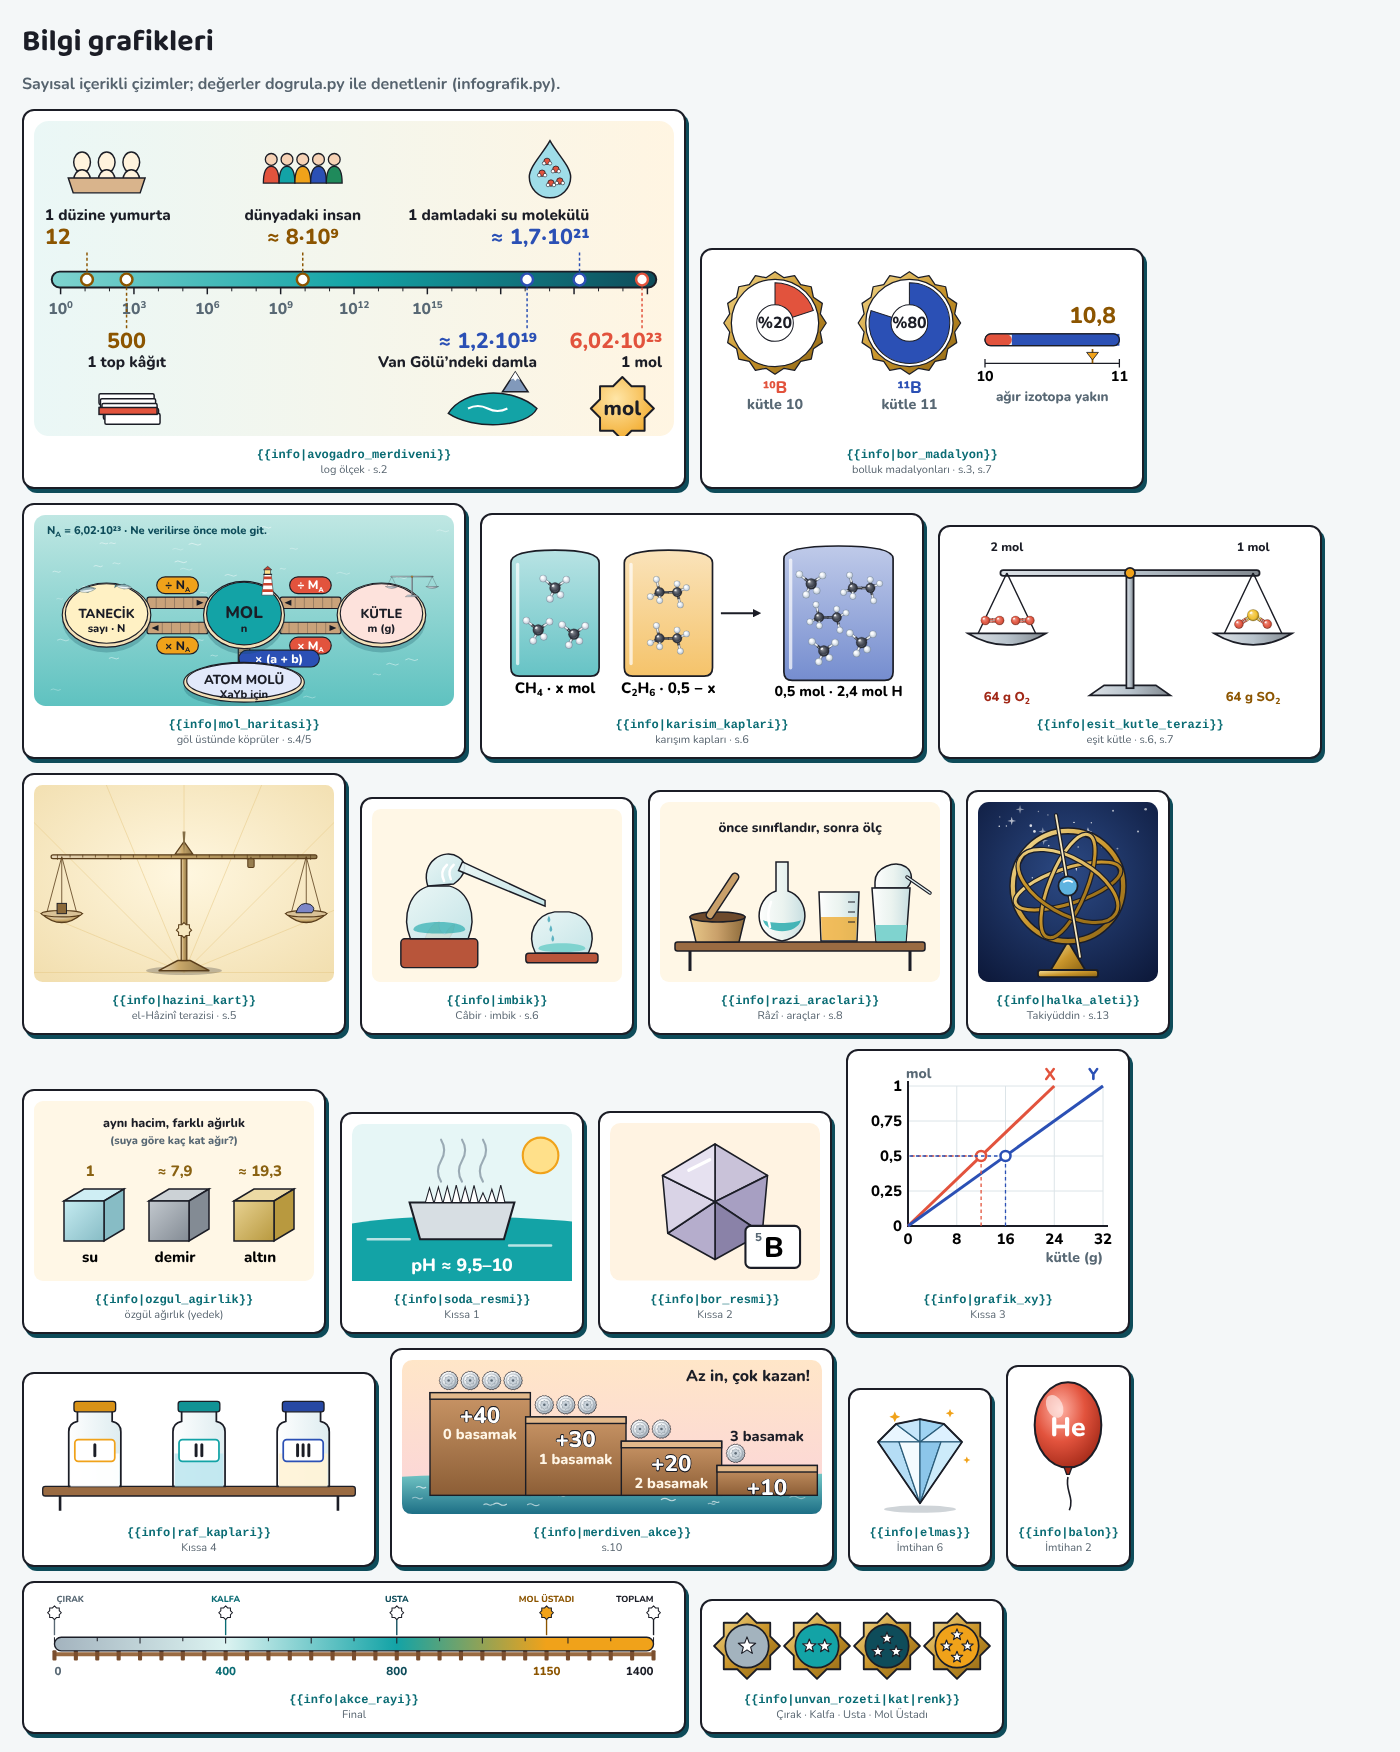 Bilgi grafikleri
Sayısal içerikli çizimler; değerler dogrula.py ile denetlenir (infografik.py).
1 düzine yumurta
12
dünyadaki insan
≈ 8·10⁹
1 damladaki su molekülü
≈ 1,7·10²¹
10⁰ 10³ 10⁶ 10⁹ 10¹² 10¹⁵
500
1 top kâğıt
≈ 1,2·10¹⁹
Van Gölü'ndeki damla
6,02·10²³
1 mol
mol
{{info|avogadro_merdiveni}}
log ölçek · s.2
%20
¹⁰B
kütle 10
%80
¹¹B
kütle 11
10,8
10 11
ağır izotopa yakın
{{info|bor_madalyon}}
bolluk madalyonları · s.3, s.7
N_A = 6,02·10²³ · Ne verilirse önce mole git.
÷ N_A
÷ M_A
TANECİK
sayı · N
MOL
n
KÜTLE
m (g)
× N_A
× M_A
× (a + b)
ATOM MOLÜ
XaYb için
{{info|mol_haritasi}}
göl üstünde köprüler · s.4/5
CH₄ · x mol
C₂H₆ · 0,5 − x
0,5 mol · 2,4 mol H
{{info|karisim_kaplari}}
karışım kapları · s.6
2 mol
1 mol
64 g O₂
64 g SO₂
{{info|esit_kutle_terazi}}
eşit kütle · s.6, s.7
{{info|hazini_kart}}
el-Hâzinî terazisi · s.5
{{info|imbik}}
Câbir · imbik · s.6
önce sınıflandır, sonra ölç
{{info|razi_araclari}}
Râzî · araçlar · s.8
{{info|halka_aleti}}
Takiyüddin · s.13
aynı hacim, farklı ağırlık
(suya göre kaç kat ağır?)
1 ≈ 7,9 ≈ 19,3
su demir altın
{{info|ozgul_agirlik}}
özgül ağırlık (yedek)
pH ≈ 9,5–10
{{info|soda_resmi}}
Kıssa 1
5 B
{{info|bor_resmi}}
Kıssa 2
mol
X Y
1
0,75
0,5
0,25
0
0 8 16 24 32
kütle (g)
{{info|grafik_xy}}
Kıssa 3
I II III
{{info|raf_kaplari}}
Kıssa 4
Az in, çok kazan!
+40
0 basamak
+30
1 basamak
+20
2 basamak
3 basamak
+10
{{info|merdiven_akce}}
s.10
{{info|elmas}}
İmtihan 6
He
{{info|balon}}
İmtihan 2
ÇIRAK KALFA USTA MOL ÜSTADI TOPLAM
0 400 800 1150 1400
{{info|akce_rayi}}
Final
{{info|unvan_rozeti|kat|renk}}
Çırak · Kalfa · Usta · Mol Üstadı